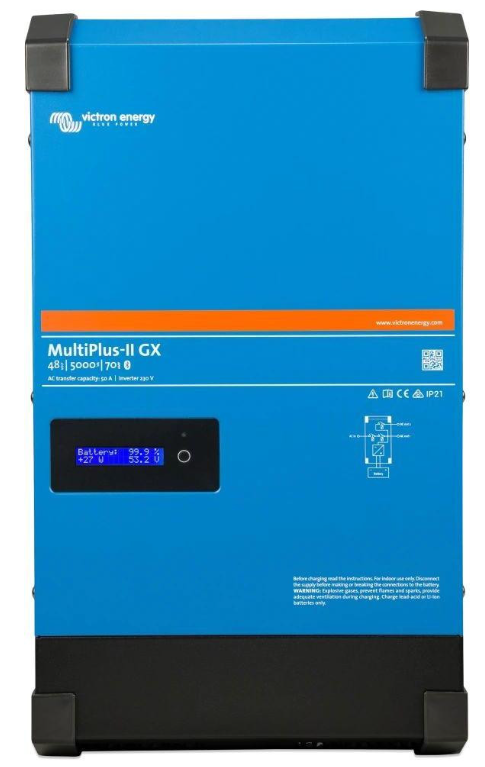 victron energy
BLUE POWER
www.victronenergy.com
MultiPlus-II GX
48| 5000| 70
AC transfer capacity: 50 A | Inverter 230 V
CE IP21
Battery: 99.9 %
+27 W 53.2 V
Battery
Before charging read the instructions. For indoor use only. Disconnect
the supply before making or breaking the connections to the battery.
WARNING: Explosive gases, prevent flames and sparks, provide
adequate ventilation during charging. Charge lead-acid or Li-Ion
batteries only.